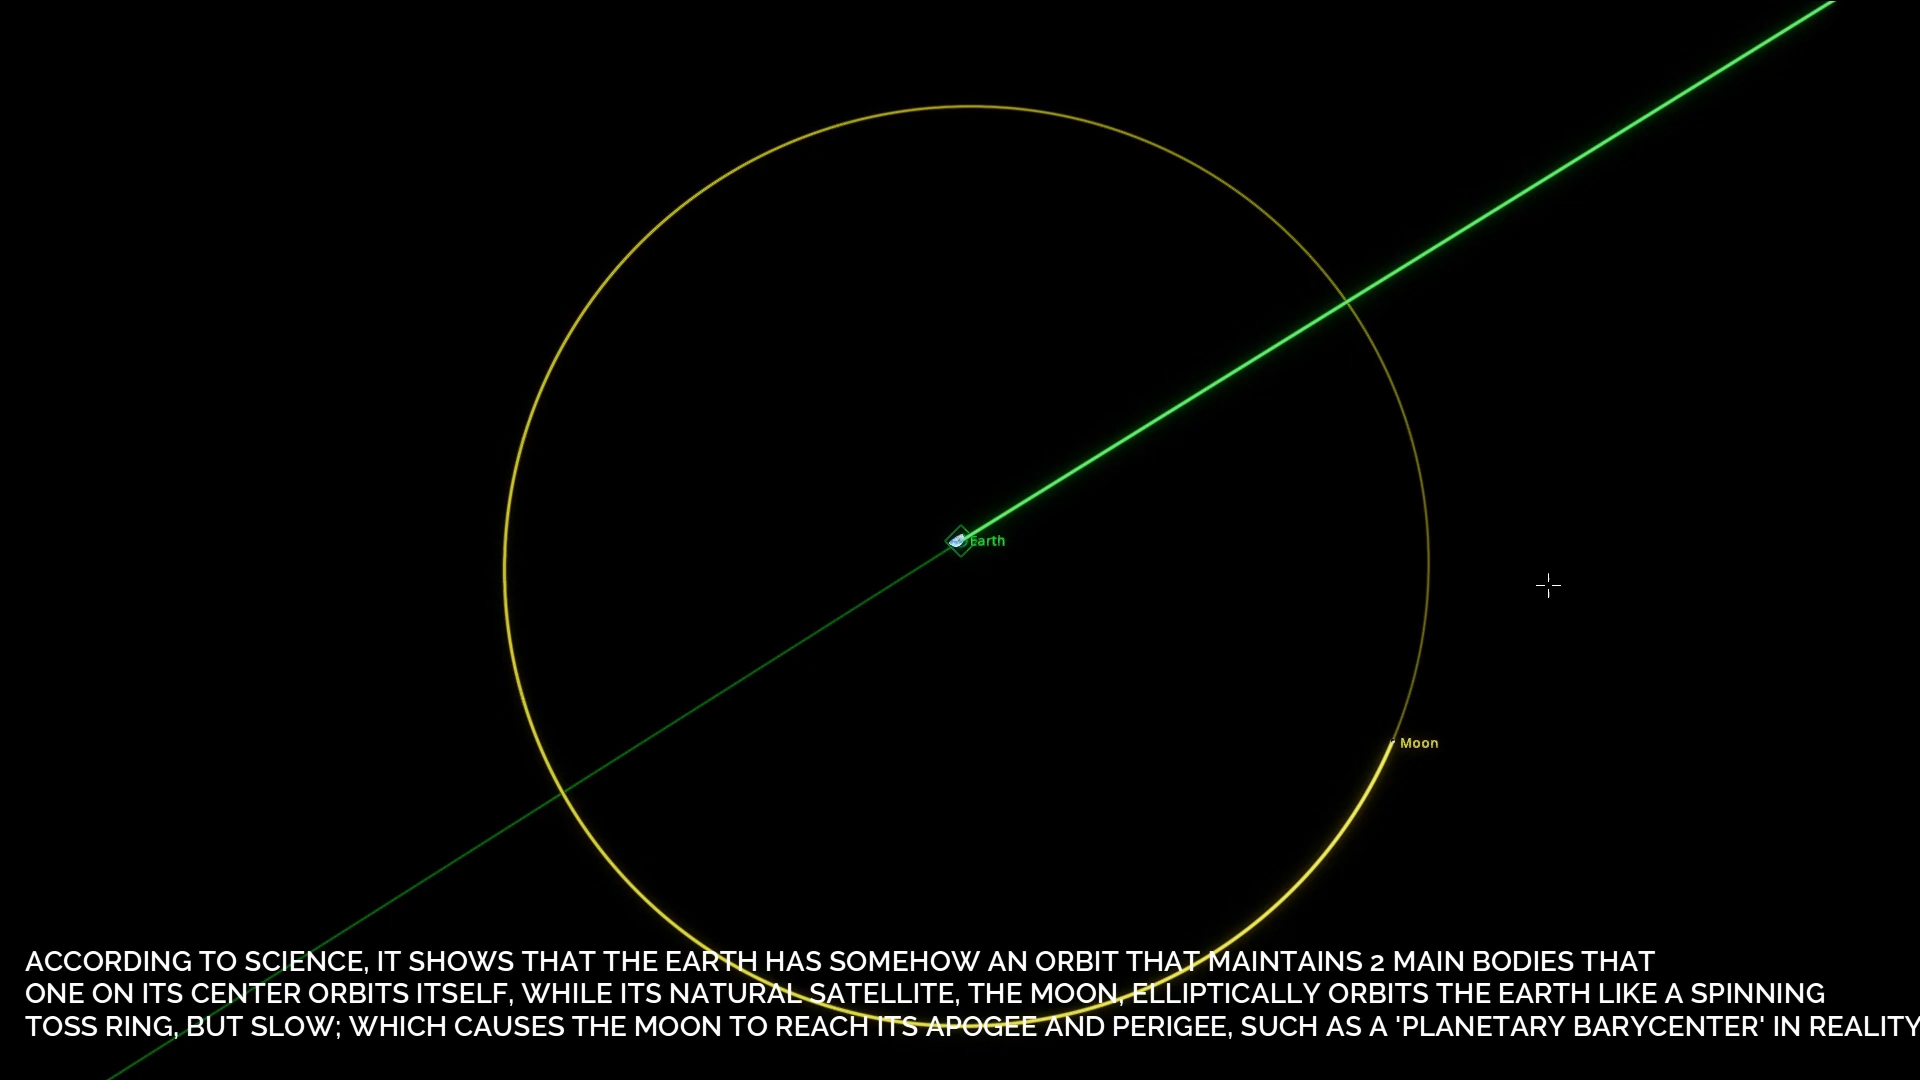 Earth
Moon
ACCORDING TO SCIENCE, IT SHOWS THAT THE EARTH HAS SOMEHOW AN ORBIT THAT MAINTAINS 2 MAIN BODIES THAT
ONE ON ITS CENTER ORBITS ITSELF, WHILE ITS NATURAL SATELLITE, THE MOON, ELLIPTICALLY ORBITS THE EARTH LIKE A SPINNING
TOSS RING, BUT SLOW; WHICH CAUSES THE MOON TO REACH ITS APOGEE AND PERIGEE, SUCH AS A 'PLANETARY BARYCENTER' IN REALITY